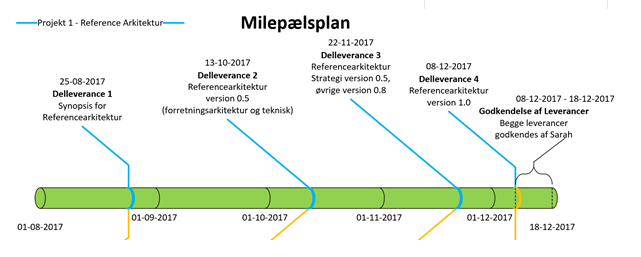 Milepælsplan
Projekt 1 - Reference Arkitektur
25-08-2017
Delleverance 1
Synopsis for
Referencearkitektur
13-10-2017
Delleverance 2
Referencearkitektur
version 0.5
(forretningsarkitektur og teknisk)
22-11-2017
Delleverance 3
Referencearkitektur
Strategi version 0.5,
øvrige version 0.8
08-12-2017
Delleverance 4
Referencearkitektur
version 1.0
08-12-2017 - 18-12-2017
Godkendelse af Leverancer
Begge leverancer
godkendes af Sarah
01-08-2017
01-09-2017
01-10-2017
01-11-2017
01-12-2017
18-12-2017